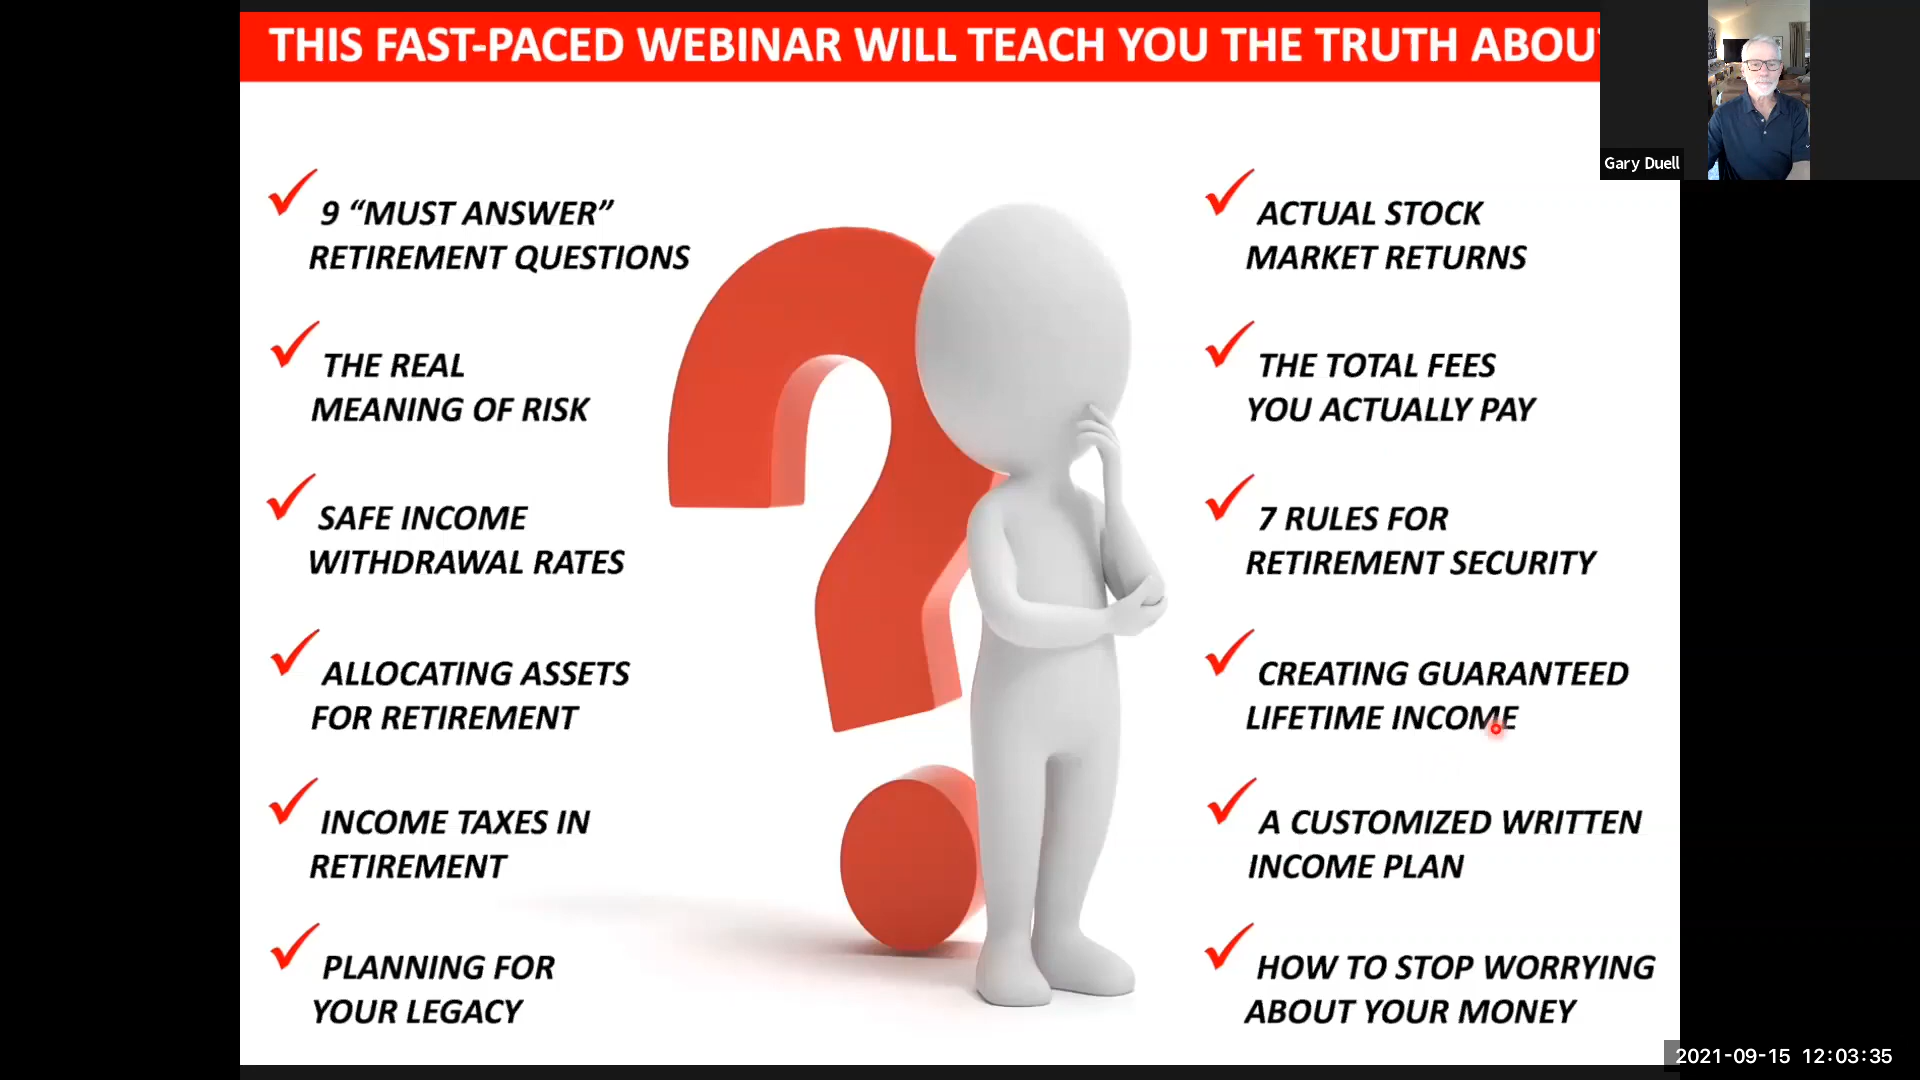 THIS FAST-PACED WEBINAR WILL TEACH YOU THE TRUTH ABOU
Gary Duell
9 “MUST ANSWER”
RETIREMENT QUESTIONS
THE REAL
MEANING OF RISK
SAFE INCOME
WITHDRAWAL RATES
ALLOCATING ASSETS
FOR RETIREMENT
INCOME TAXES IN
RETIREMENT
PLANNING FOR
YOUR LEGACY
ACTUAL STOCK
MARKET RETURNS
THE TOTAL FEES
YOU ACTUALLY PAY
7 RULES FOR
RETIREMENT SECURITY
CREATING GUARANTEED
LIFETIME INCOME
A CUSTOMIZED WRITTEN
INCOME PLAN
HOW TO STOP WORRYING
ABOUT YOUR MONEY
2021-09-15 12:03:35